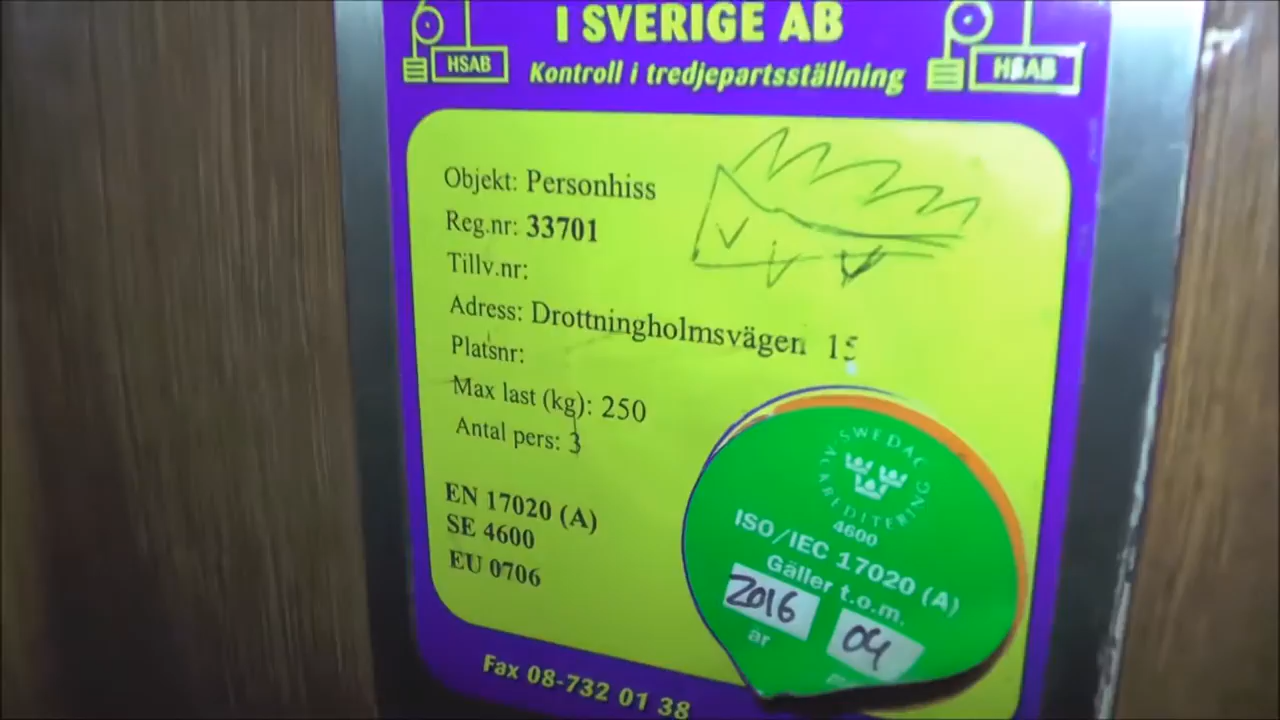 I SVERIGE AB
HSAB
Kontroll i tredjepartsställning
HSAB
Objekt: Personhiss
Reg.nr: 33701
Tillv.nr:
Adress: Drottningholmsvägen 15
Platsnr:
Max last (kg): 250
Antal pers: 3
EN 17020 (A)
SE 4600
EU 0706
SWEDAC
ACKREDITERING
4600
ISO/IEC 17020 (A)
Gäller t.o.m.
2016 04
år
Fax 08-732 01 38